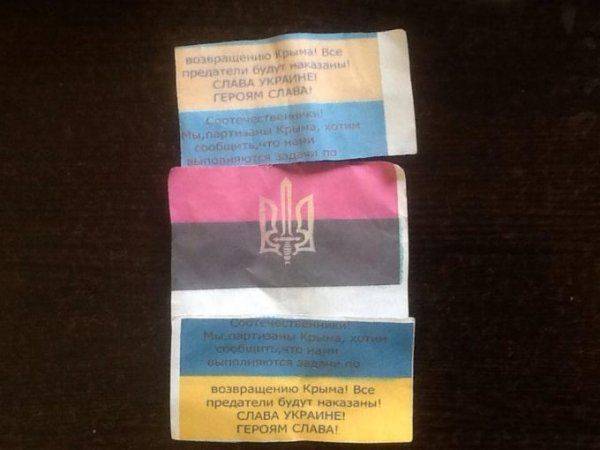 возвращению Крыма! Все
предатели будут наказаны!
СЛАВА УКРАИНЕ!
ГЕРОЯМ СЛАВА!
Соотечественники!
Мы,партизаны Крыма, хотим
сообщить,что нами
выполняются задачи по
Соотечественники!
Мы,партизаны Крыма, хотим
сообщить,что нами
выполняются задачи по
возвращению Крыма! Все
предатели будут наказаны!
СЛАВА УКРАИНЕ!
ГЕРОЯМ СЛАВА!